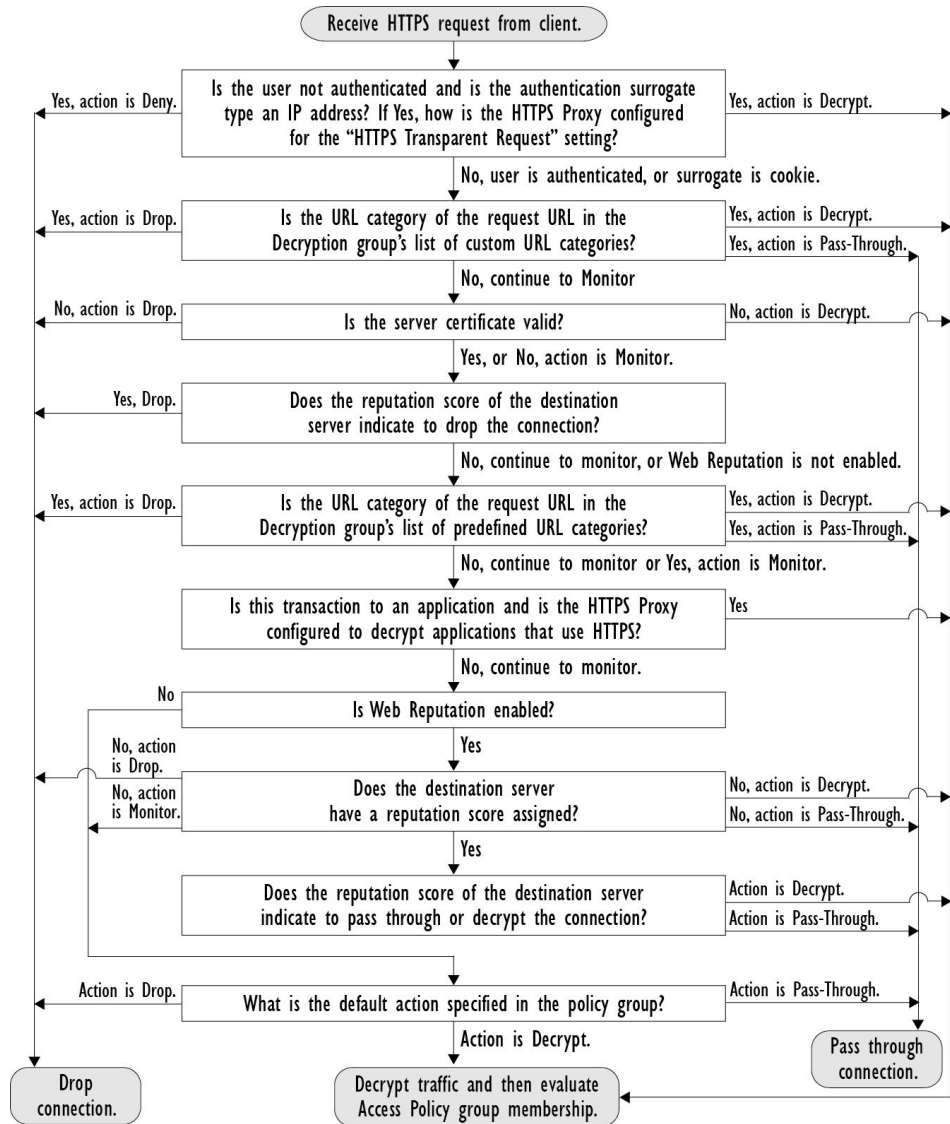 Receive HTTPS request from client.
Yes, action is Deny.
Is the user not authenticated and is the authentication surrogate
type an IP address? If Yes, how is the HTTPS Proxy configured
for the “HTTPS Transparent Request” setting?
Yes, action is Decrypt.
No, user is authenticated, or surrogate is cookie.
Yes, action is Drop.
Is the URL category of the request URL in the
Decryption group’s list of custom URL categories?
Yes, action is Decrypt.
Yes, action is Pass-Through.
No, continue to Monitor
No, action is Drop.
Is the server certificate valid?
No, action is Decrypt.
Yes, or No, action is Monitor.
Yes, Drop.
Does the reputation score of the destination
server indicate to drop the connection?
No, continue to monitor, or Web Reputation is not enabled.
Yes, action is Drop.
Is the URL category of the request URL in the
Decryption group’s list of predefined URL categories?
Yes, action is Decrypt.
Yes, action is Pass-Through.
No, continue to monitor or Yes, action is Monitor.
Is this transaction to an application and is the HTTPS Proxy
configured to decrypt applications that use HTTPS?
Yes
No, continue to monitor.
No
Is Web Reputation enabled?
Yes
No, action
is Drop.
No, action
is Monitor.
Does the destination server
have a reputation score assigned?
No, action is Decrypt.
No, action is Pass-Through.
Yes
Does the reputation score of the destination server
indicate to pass through or decrypt the connection?
Action is Decrypt.
Action is Pass-Through.
Action is Drop.
What is the default action specified in the policy group?
Action is Pass-Through.
Action is Decrypt.
Drop
connection.
Decrypt traffic and then evaluate
Access Policy group membership.
Pass through
connection.